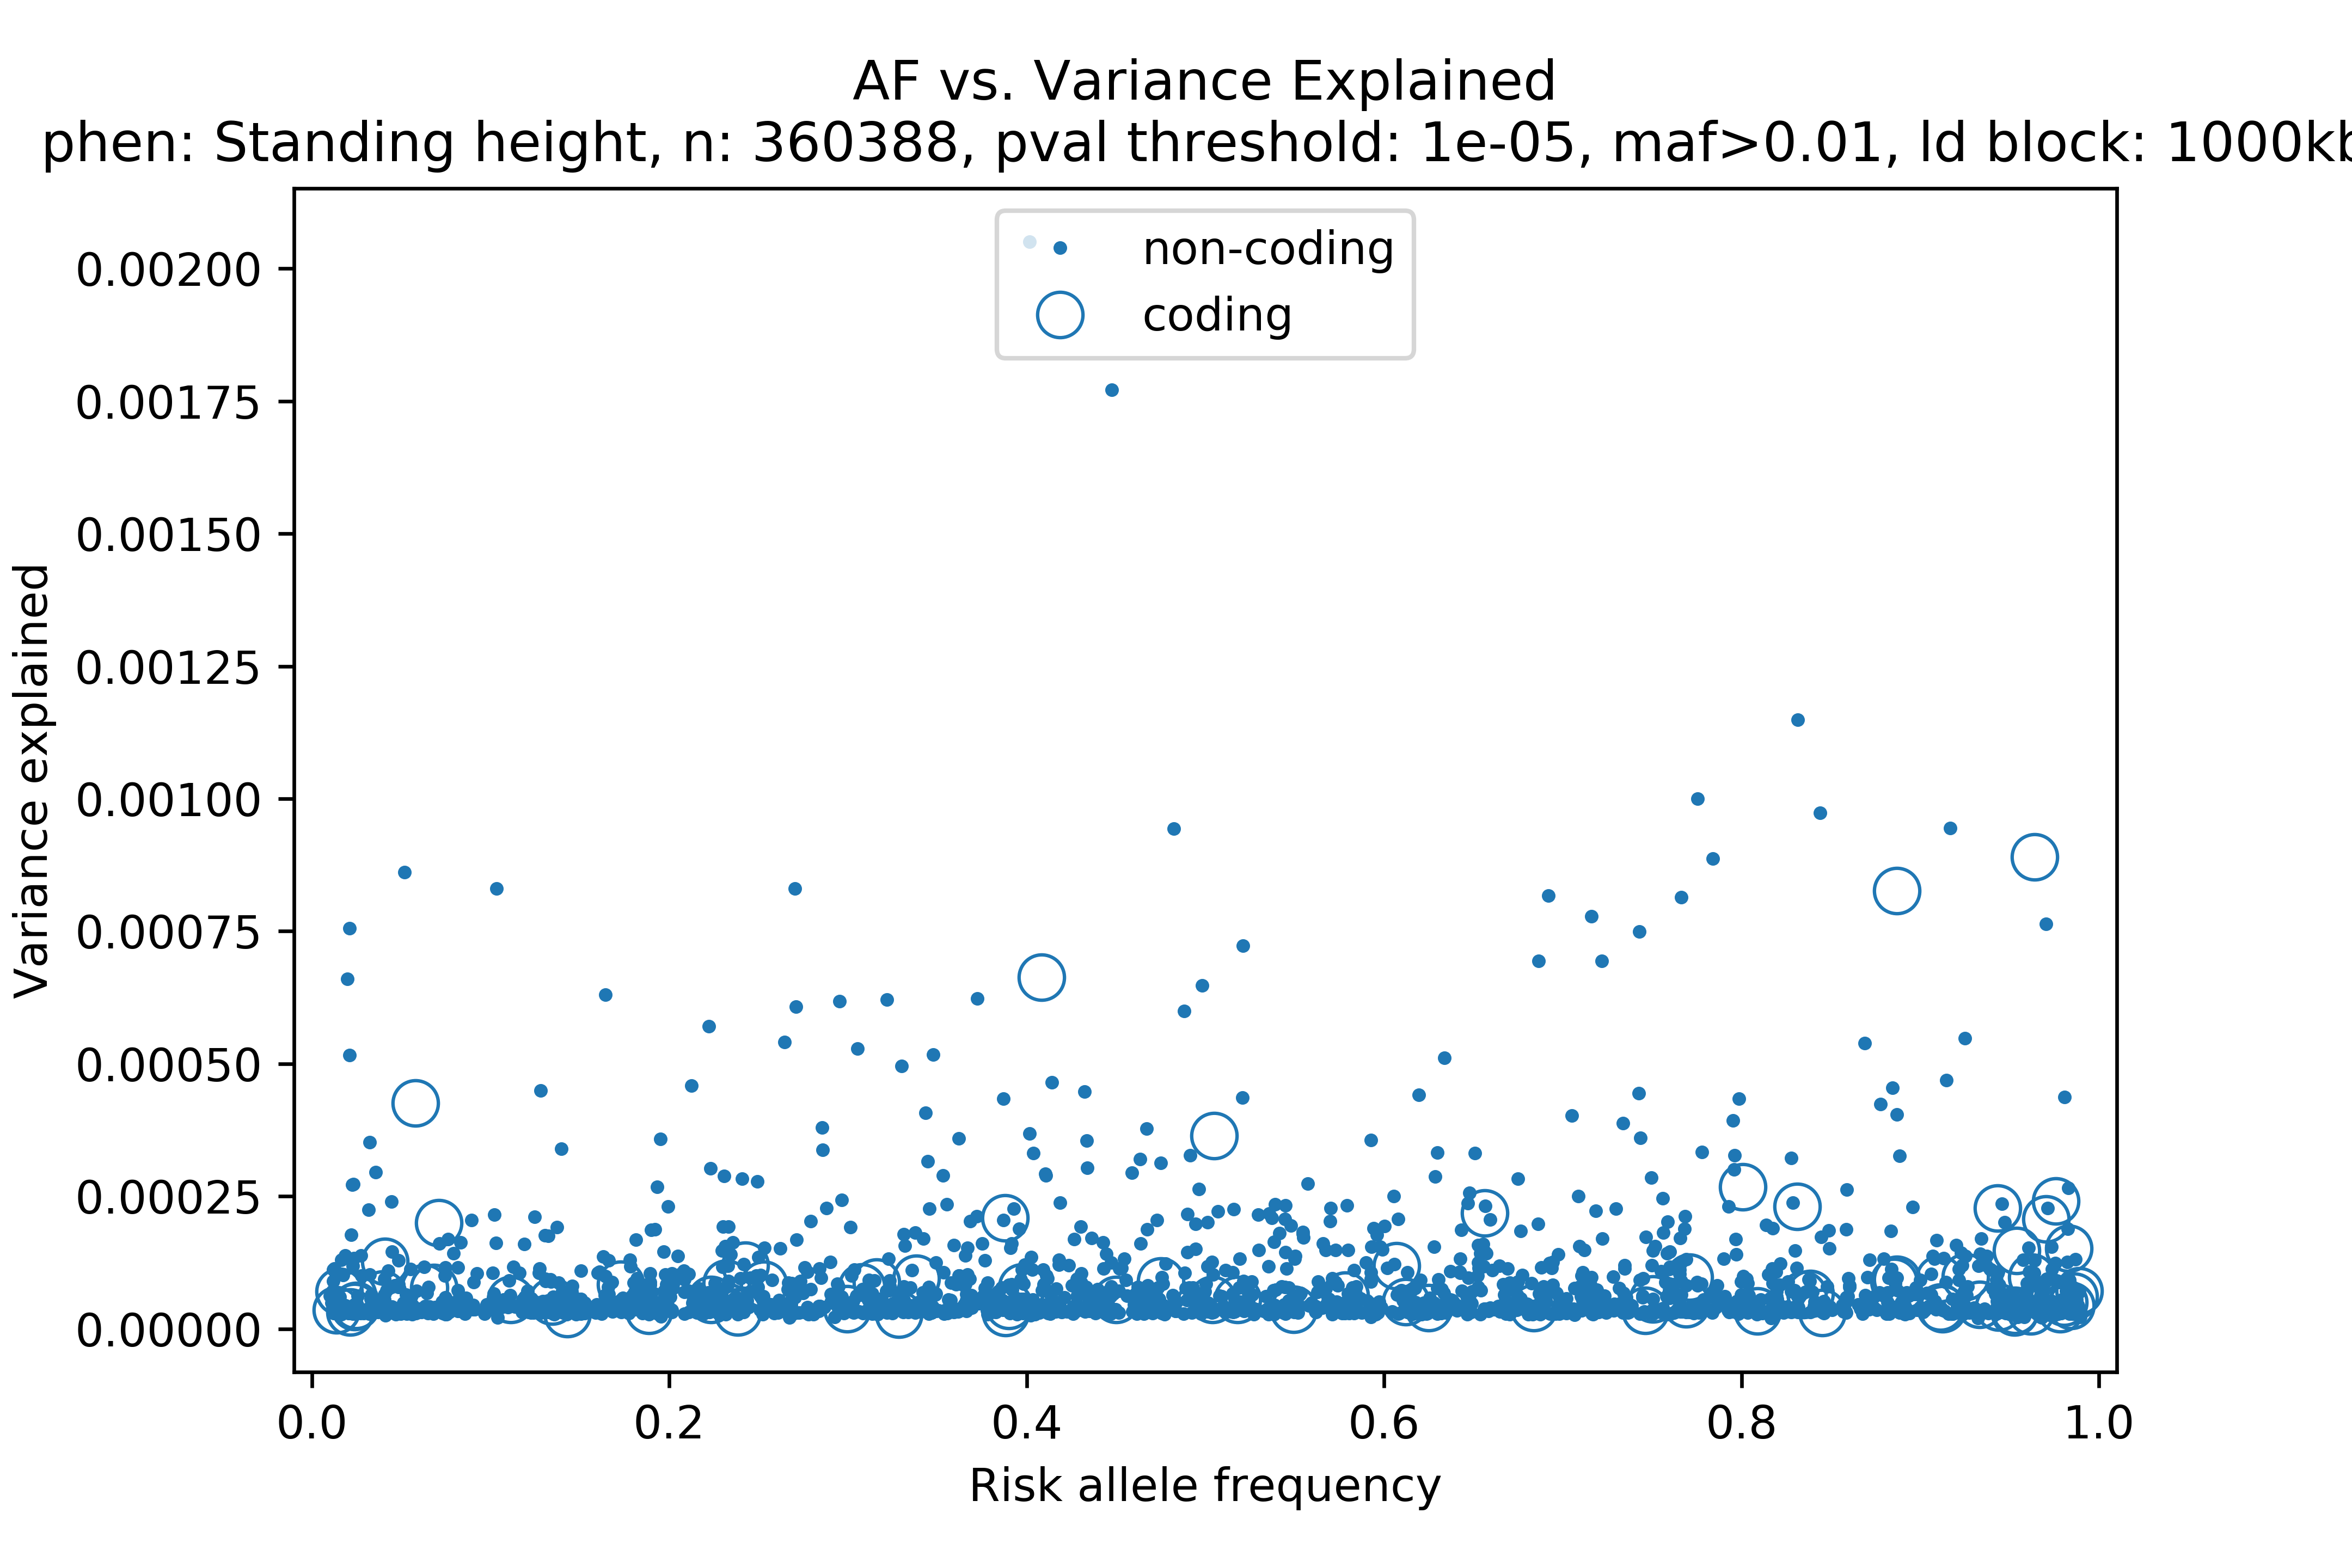 AF vs. Variance Explained
phen: Standing height, n: 360388, pval threshold: 1e-05, maf>0.01, ld block: 1000kb
non-coding
coding
0.00200
0.00175
0.00150
0.00125
0.00100
0.00075
0.00050
0.00025
0.00000
Variance explained
0.0 0.2 0.4 0.6 0.8 1.0
Risk allele frequency